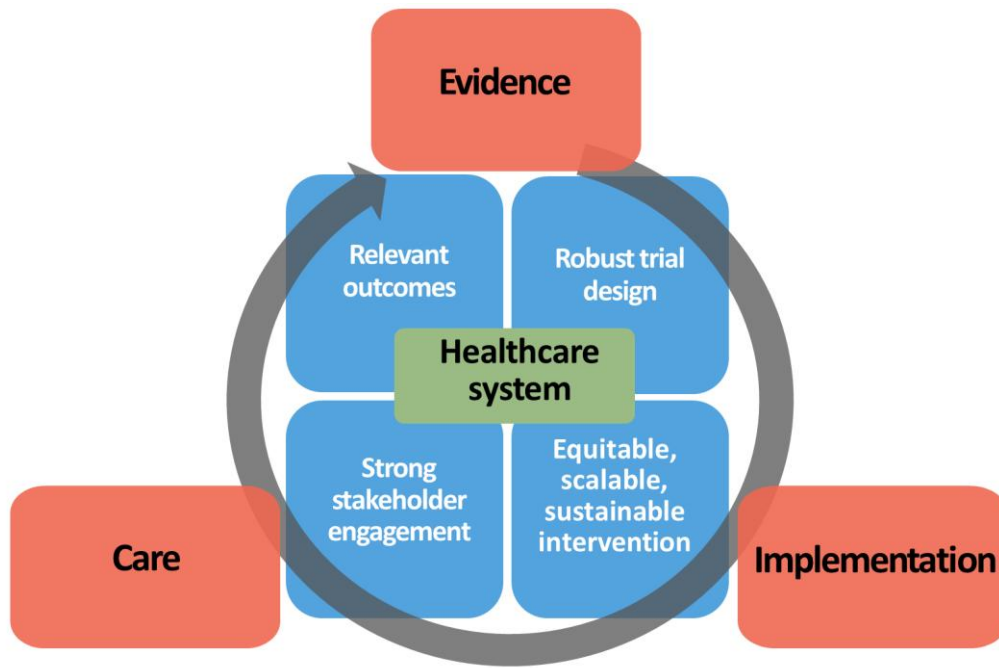 Evidence
Relevant
outcomes
Robust trial
design
Healthcare
system
Strong
stakeholder
engagement
Equitable,
scalable,
sustainable
intervention
Care
Implementation